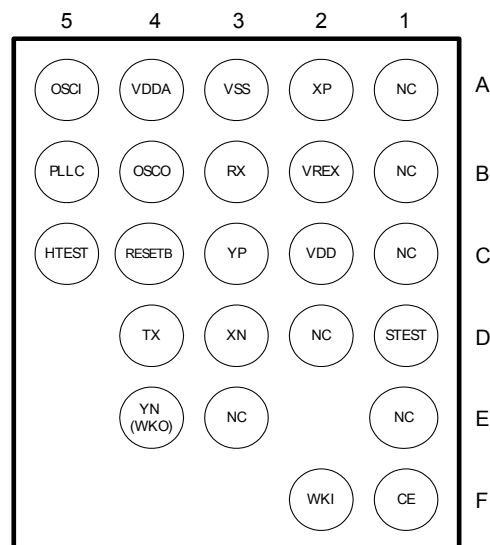 5 4 3 2 1
OSCI VDDA VSS XP NC A
PLLC OSCO RX VREX NC B
HTEST RESETB YP VDD NC C
TX XN NC STEST D
YN
(WKO) NC NC E
WKI CE F